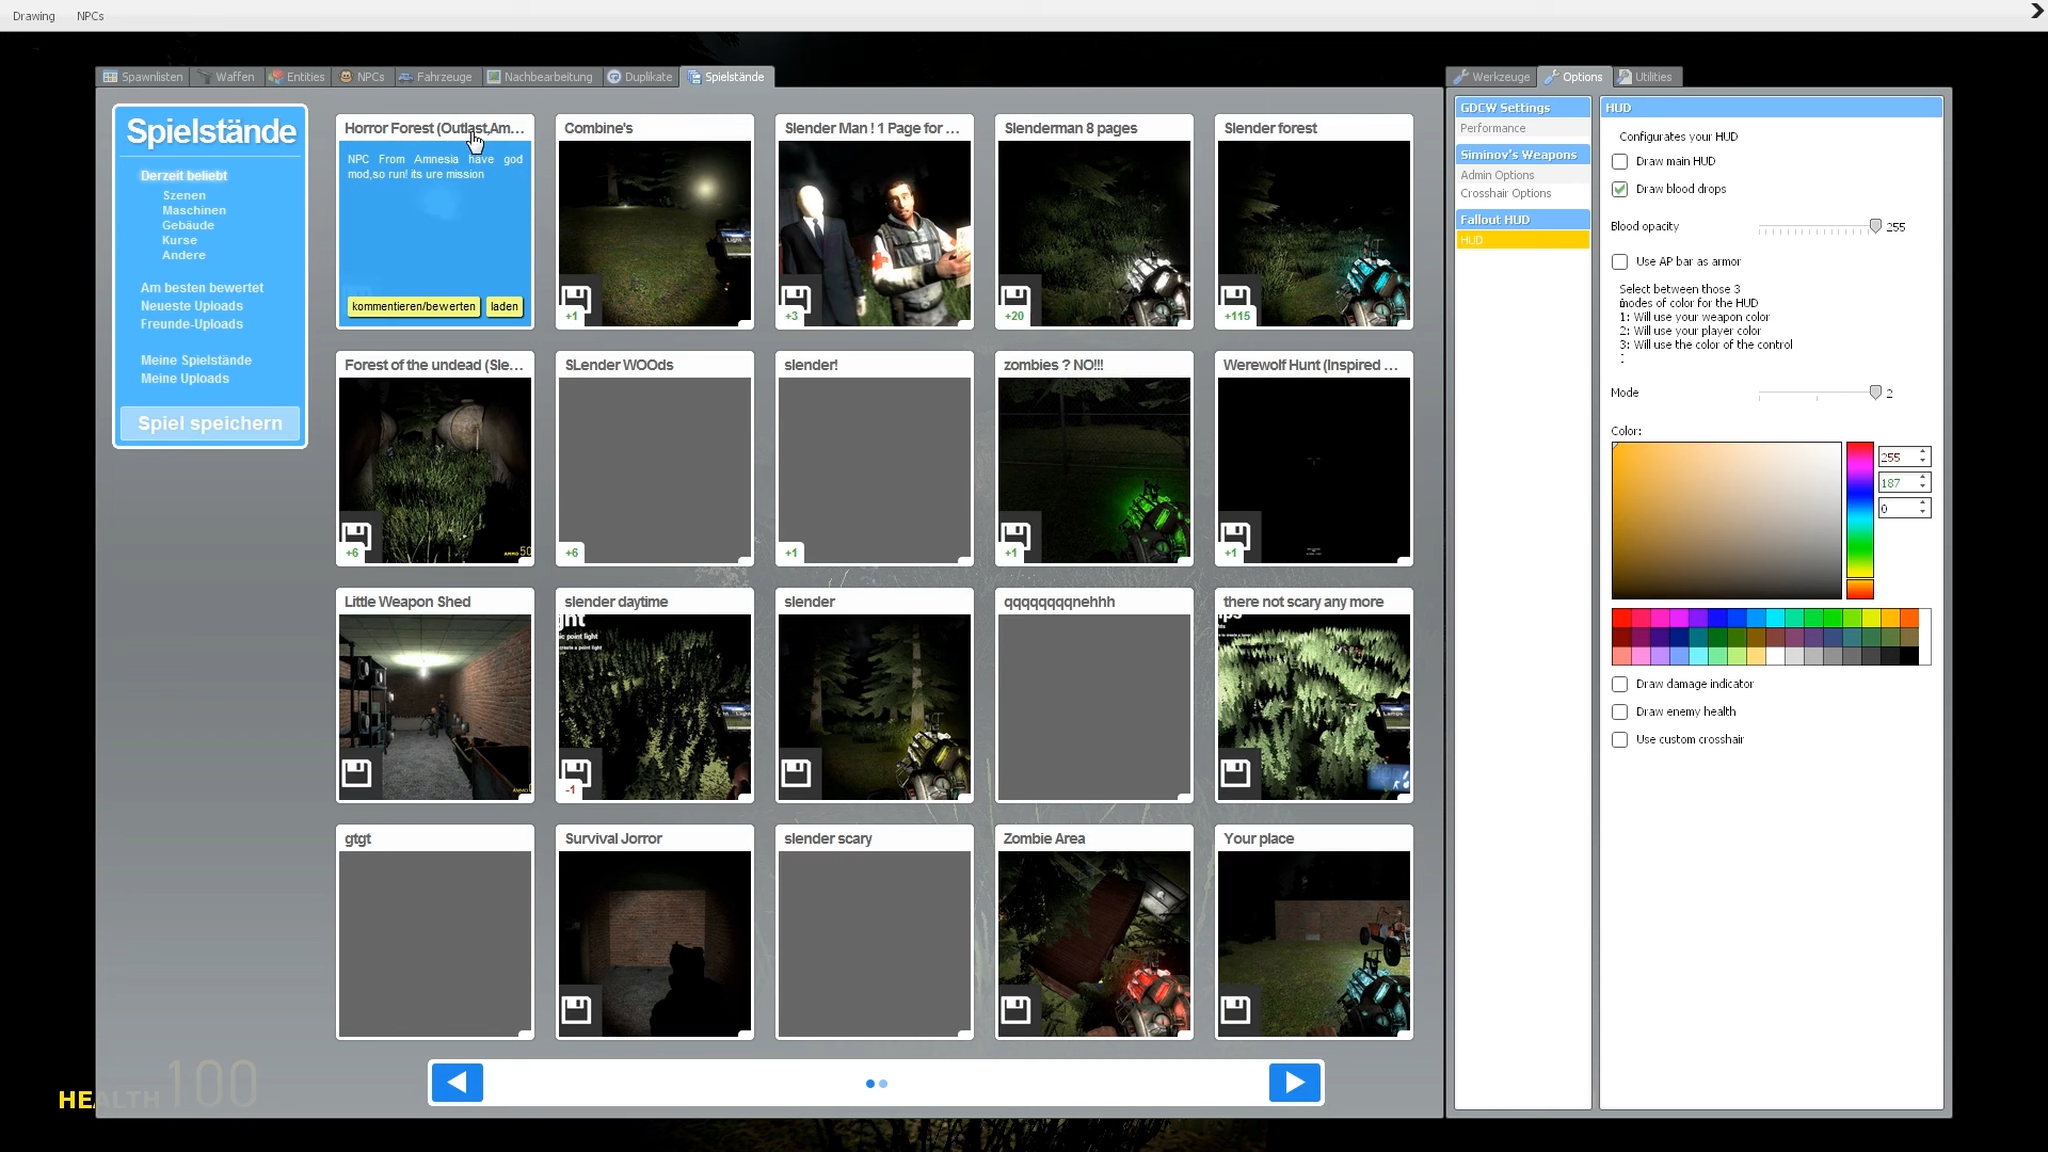 Drawing NPCs
Spawnlisten Waffen Entities NPCs Fahrzeuge Nachbearbeitung Duplikate Spielstände
Werkzeuge Options Utilities
Spielstände
Derzeit beliebt
Szenen
Maschinen
Gebäude
Kurse
Andere
Am besten bewertet
Neueste Uploads
Freunde-Uploads
Meine Spielstände
Meine Uploads
Spiel speichern
Horror Forest (Outlast,Am...
NPC From Amnesia have god
mod,so run! its ure mission
kommentieren/bewerten laden
Combine's
+1
Slender Man ! 1 Page for ...
+3
Slenderman 8 pages
+20
Slender forest
+115
Forest of the undead (Sle...
AMMO 50
+6
SLender WOOds
+6
slender!
+1
zombies ? NO!!!
+1
Werewolf Hunt (Inspired ...
+1
Little Weapon Shed
slender daytime
ic point light
create a point light
-1
slender
qqqqqqqqnehhh
there not scary any more
gtgt
Survival Jorror
slender scary
Zombie Area
Your place
HEALTH 100
GDCW Settings
Performance
Siminov's Weapons
Admin Options
Crosshair Options
Fallout HUD
HUD
HUD
Configurates your HUD
Draw main HUD
Draw blood drops
Blood opacity 255
Use AP bar as armor
Select between those 3
modes of color for the HUD
1: Will use your weapon color
2: Will use your player color
3: Will use the color of the control
:
Mode 2
Color:
255
187
0
Draw damage indicator
Draw enemy health
Use custom crosshair